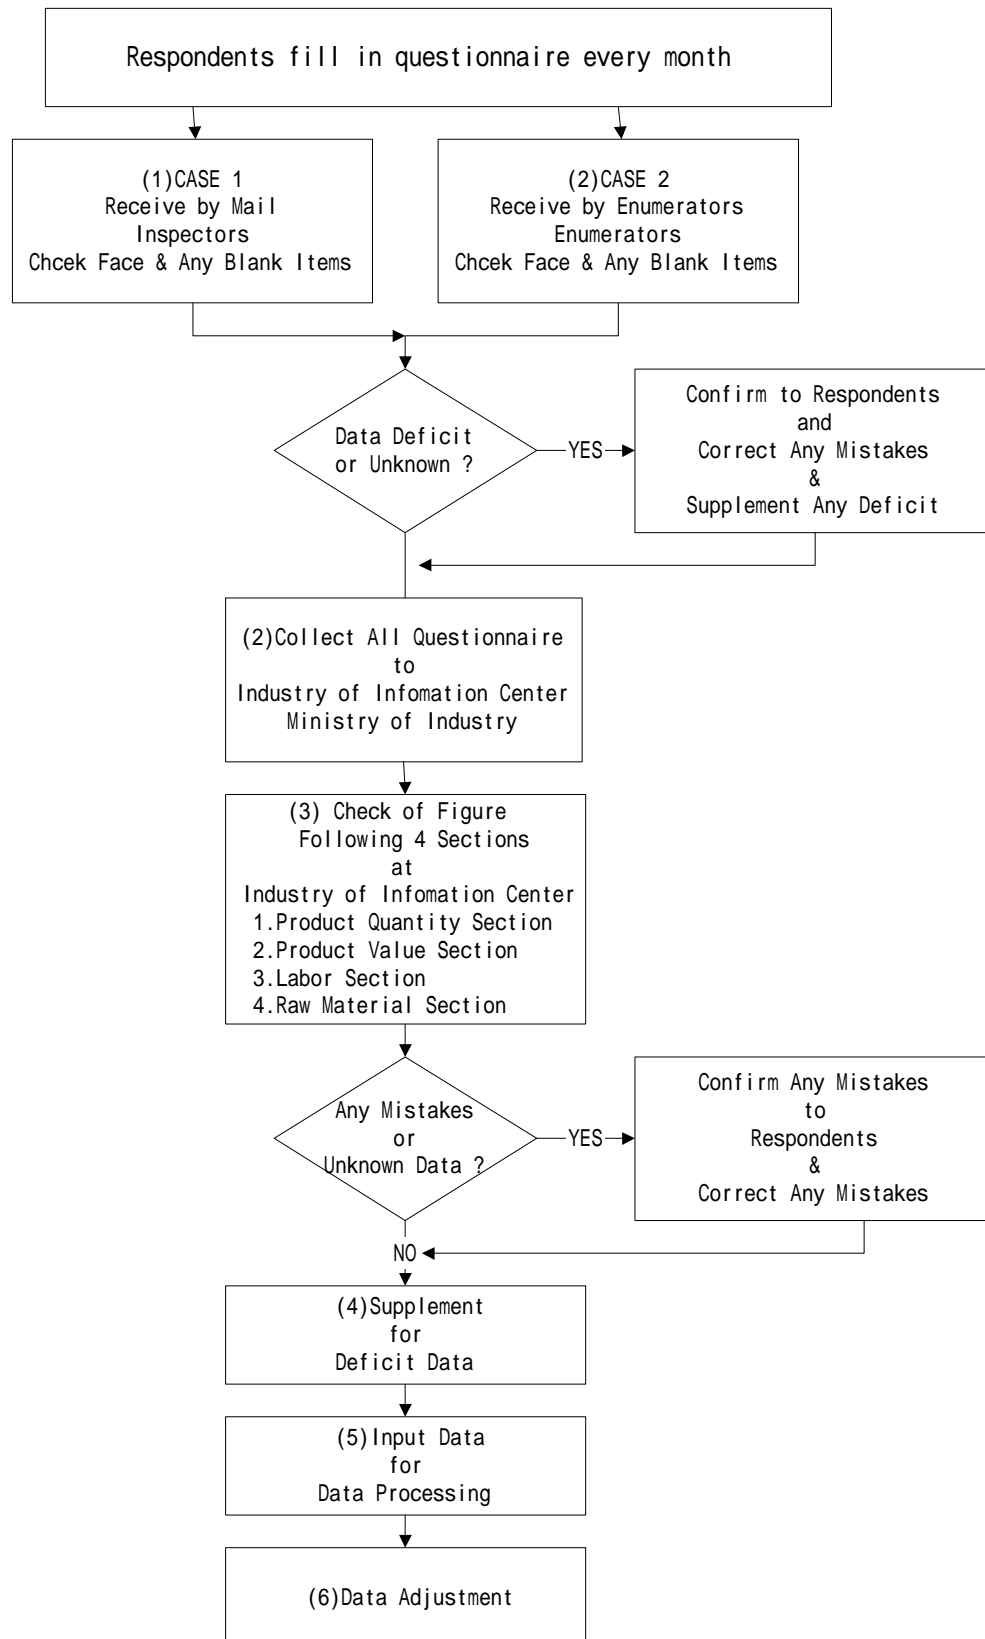 Respondents fill in questionnaire every month
(1)CASE 1
Receive by Mail
Inspectors
Chcek Face & Any Blank Items
(2)CASE 2
Receive by Enumerators
Enumerators
Chcek Face & Any Blank Items
Data Deficit
or Unknown ?
YES
Confirm to Respondents
and
Correct Any Mistakes
&
Supplement Any Deficit
(2)Collect All Questionnaire
to
Industry of Infomation Center
Ministry of Industry
(3) Check of Figure
Following 4 Sections
at
Industry of Infomation Center
1.Product Quantity Section
2.Product Value Section
3.Labor Section
4.Raw Material Section
Any Mistakes
or
Unknown Data ?
YES
Confirm Any Mistakes
to
Respondents
&
Correct Any Mistakes
NO
(4)Supplement
for
Deficit Data
(5)Input Data
for
Data Processing
(6)Data Adjustment